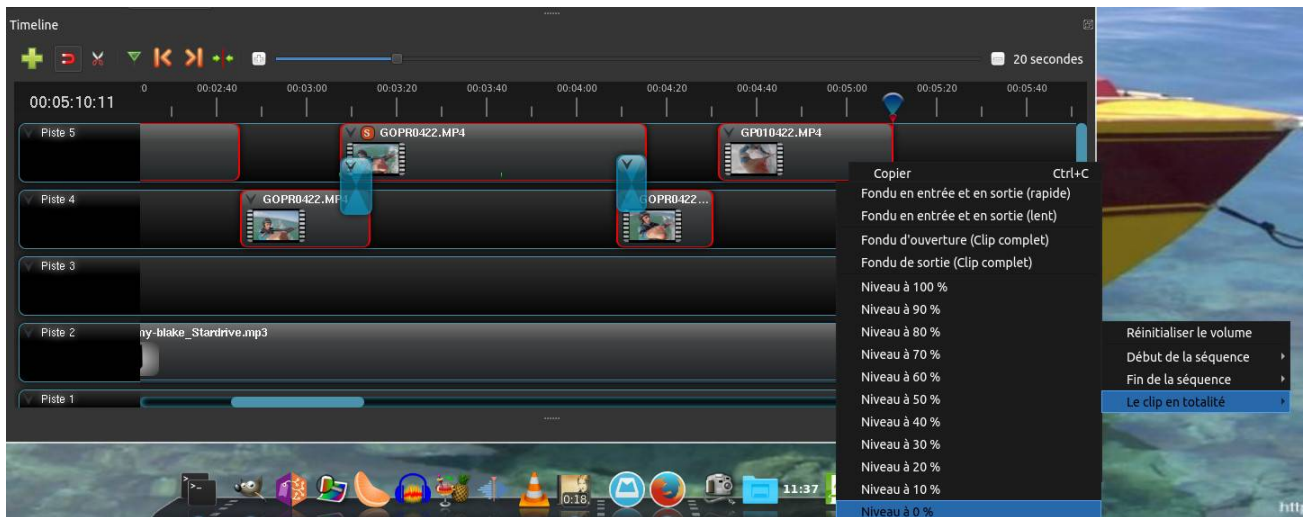 Timeline
20 secondes
00:05:10:11
0 00:02:40 00:03:00 00:03:20 00:03:40 00:04:00 00:04:20 00:04:40 00:05:00 00:05:20 00:05:40
Piste 5
S GOPR0422.MP4
GP010422.MP4
Piste 4
GOPR0422.MP4
GOPR0422...
Piste 3
Piste 2
ny-blake_Stardrive.mp3
Piste 1
Copier Ctrl+C
Fondu en entrée et en sortie (rapide)
Fondu en entrée et en sortie (lent)
Fondu d'ouverture (Clip complet)
Fondu de sortie (Clip complet)
Niveau à 100 %
Niveau à 90 %
Niveau à 80 %
Niveau à 70 %
Niveau à 60 %
Niveau à 50 %
Niveau à 40 %
Niveau à 30 %
Niveau à 20 %
Niveau à 10 %
Niveau à 0 %
Réinitialiser le volume
Début de la séquence
Fin de la séquence
Le clip en totalité
>_
0:18
11:37
htt